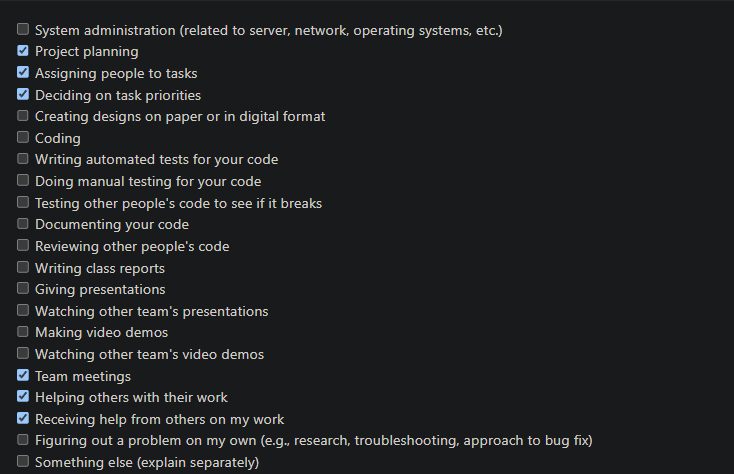 System administration (related to server, network, operating systems, etc.)
Project planning
Assigning people to tasks
Deciding on task priorities
Creating designs on paper or in digital format
Coding
Writing automated tests for your code
Doing manual testing for your code
Testing other people's code to see if it breaks
Documenting your code
Reviewing other people's code
Writing class reports
Giving presentations
Watching other team's presentations
Making video demos
Watching other team's video demos
Team meetings
Helping others with their work
Receiving help from others on my work
Figuring out a problem on my own (e.g., research, troubleshooting, approach to bug fix)
Something else (explain separately)